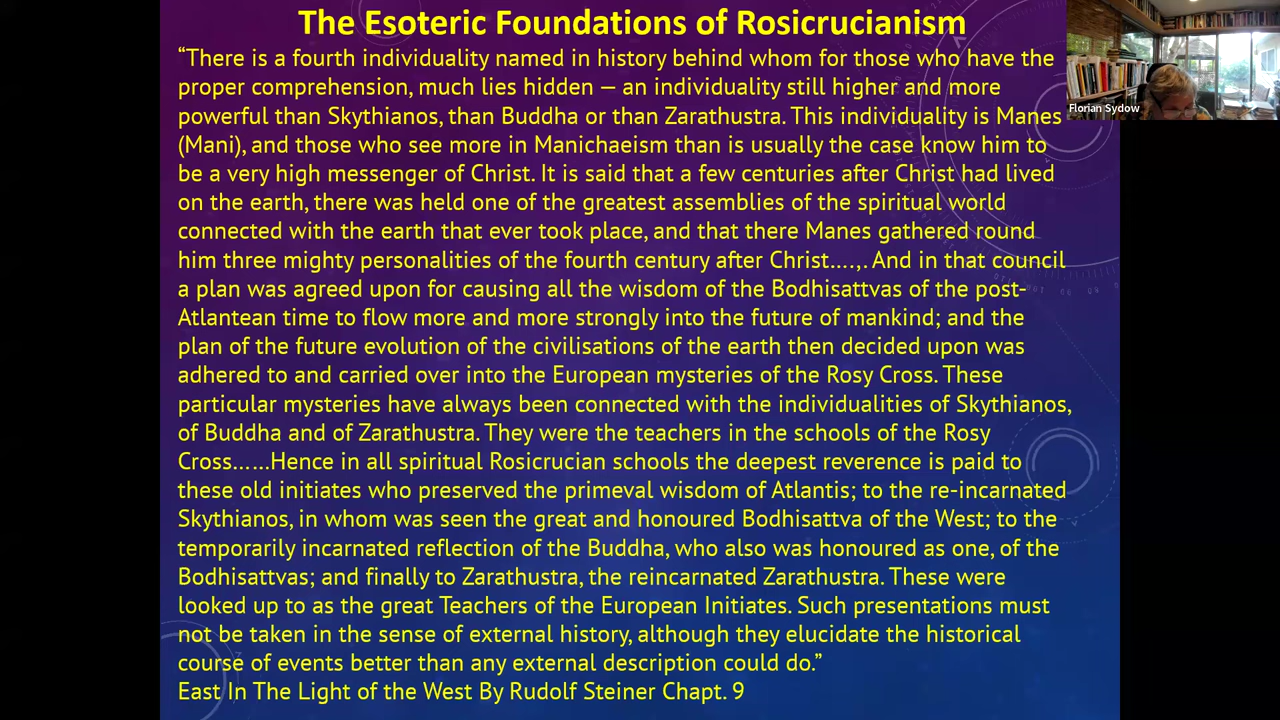 The Esoteric Foundations of Rosicrucianism
“There is a fourth individuality named in history behind whom for those who have the
proper comprehension, much lies hidden — an individuality still higher and more
powerful than Skythianos, than Buddha or than Zarathustra. This individuality is Manes
(Mani), and those who see more in Manichaeism than is usually the case know him to
be a very high messenger of Christ. It is said that a few centuries after Christ had lived
on the earth, there was held one of the greatest assemblies of the spiritual world
connected with the earth that ever took place, and that there Manes gathered round
him three mighty personalities of the fourth century after Christ....,. And in that council
a plan was agreed upon for causing all the wisdom of the Bodhisattvas of the post-
Atlantean time to flow more and more strongly into the future of mankind; and the
plan of the future evolution of the civilisations of the earth then decided upon was
adhered to and carried over into the European mysteries of the Rosy Cross. These
particular mysteries have always been connected with the individualities of Skythianos,
of Buddha and of Zarathustra. They were the teachers in the schools of the Rosy
Cross......Hence in all spiritual Rosicrucian schools the deepest reverence is paid to
these old initiates who preserved the primeval wisdom of Atlantis; to the re-incarnated
Skythianos, in whom was seen the great and honoured Bodhisattva of the West; to the
temporarily incarnated reflection of the Buddha, who also was honoured as one, of the
Bodhisattvas; and finally to Zarathustra, the reincarnated Zarathustra. These were
looked up to as the great Teachers of the European Initiates. Such presentations must
not be taken in the sense of external history, although they elucidate the historical
course of events better than any external description could do.”
East In The Light of the West By Rudolf Steiner Chapt. 9
Florian Sydow